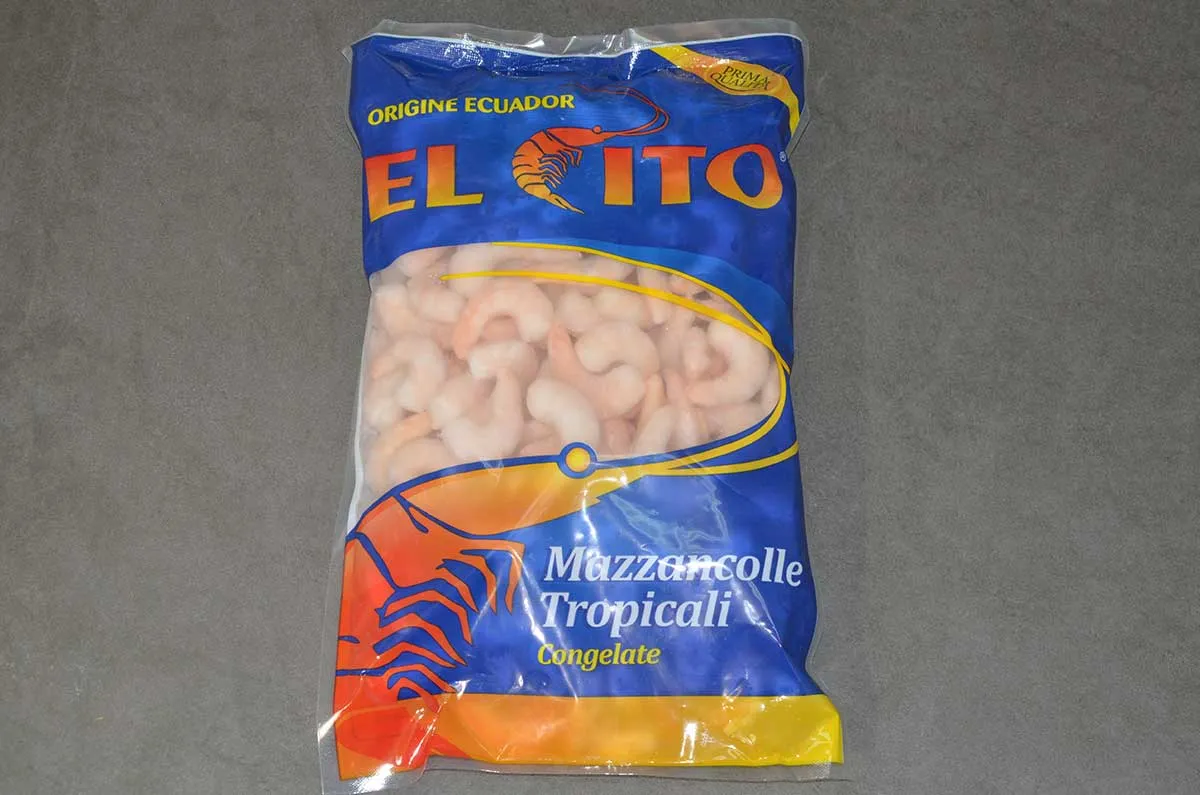 PRIMA
QUALITÀ
ORIGINE ECUADOR
EL CITO®
Mazzancolle
Tropicali
Congelate